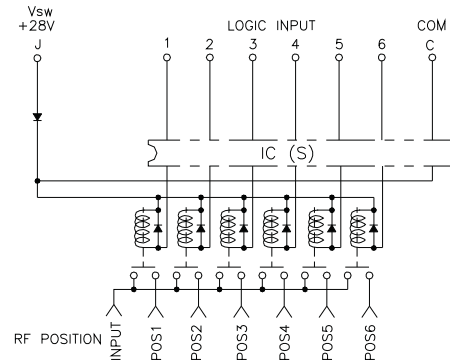 Vsw
+28V
LOGIC INPUT
COM
J
1
2
3
4
5
6
C
IC (S)
RF POSITION
INPUT
POS1
POS2
POS3
POS4
POS5
POS6